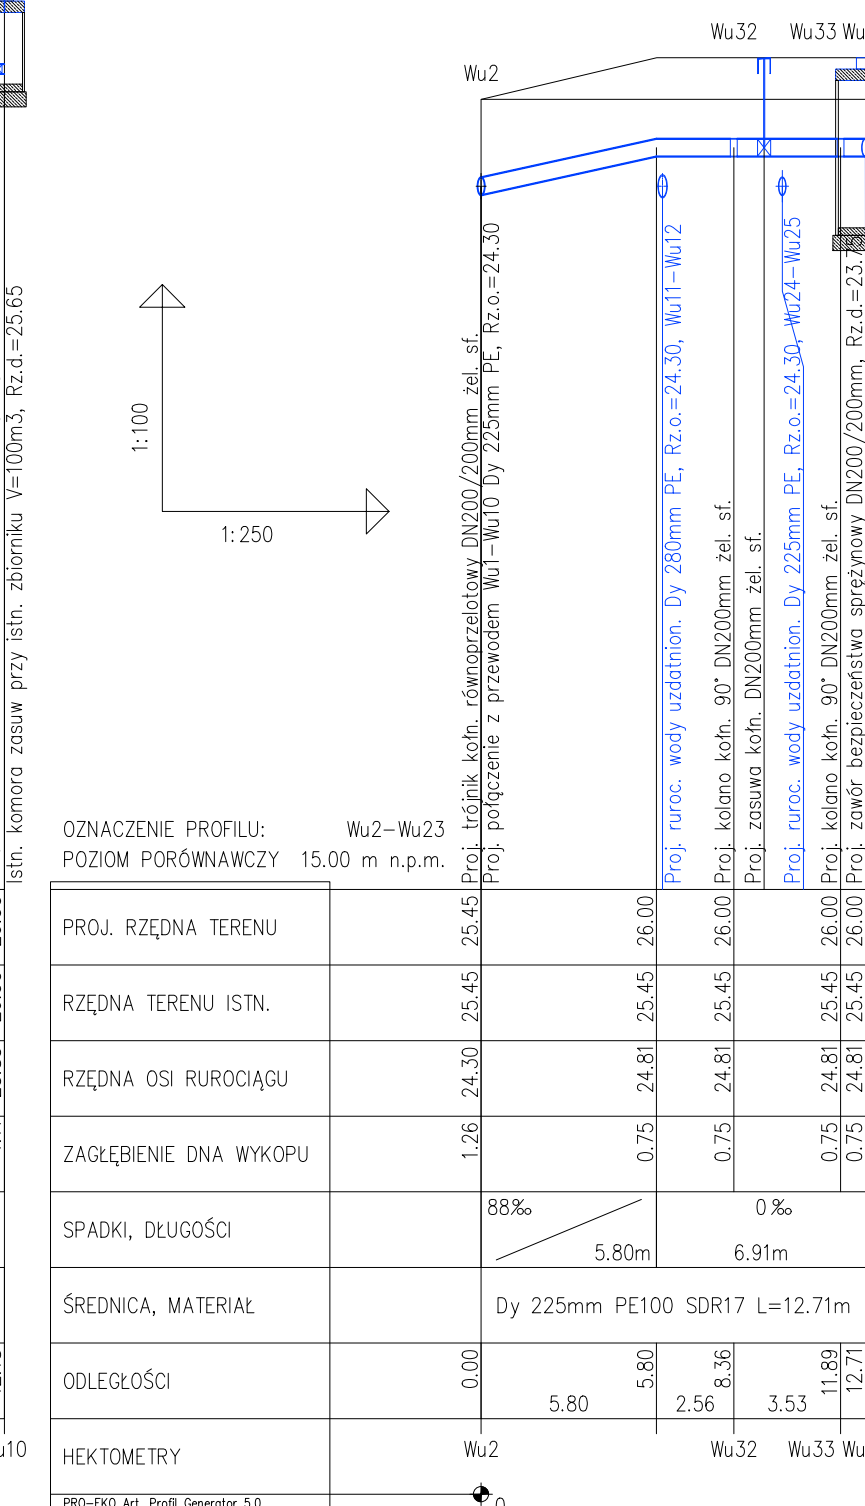 Wu32
Wu33
Wu2
Istn. komora zasuw przy istn. zbiorniku V=100m3, Rz.d.=25.65
1:100
1:250
Proj. trójnik kołn. równoprzelotowy DN200/200mm żel. sf.
Proj. połączenie z przewodem Wu1-Wu10 Dy 225mm PE, Rz.o.=24.30
Proj. ruroc. wody uzdatnion. Dy 280mm PE, Rz.o.=24.30, Wu11-Wu12
Proj. kolano kołn. 90° DN200mm żel. sf.
Proj. zasuwa kołn. DN200mm żel. sf.
Proj. ruroc. wody uzdatnion. Dy 225mm PE, Rz.o.=24.30, Wu24-Wu25
Proj. kolano kołn. 90° DN200mm żel. sf.
Proj. zawór bezpieczeństwa sprężynowy DN200/200mm, Rz.d.=23.75
OZNACZENIE PROFILU: Wu2-Wu23
POZIOM PORÓWNAWCZY 15.00 m n.p.m.
PROJ. RZĘDNA TERENU 25.45 26.00 26.00 26.00 26.00
RZĘDNA TERENU ISTN. 25.45 25.45 25.45 25.45 25.45
RZĘDNA OSI RUROCIĄGU 24.30 24.81 24.81 24.81 24.81
ZAGŁĘBIENIE DNA WYKOPU 1.26 0.75 0.75 0.75 0.75
SPADKI, DŁUGOŚCI 88‰ 5.80m 0‰ 6.91m
ŚREDNICA, MATERIAŁ Dy 225mm PE100 SDR17 L=12.71m
ODLEGŁOŚCI 0.00 5.80 8.36 11.89 12.71
5.80 2.56 3.53
HEKTOMETRY Wu2 Wu32 Wu33
PRO-EKO Art. Profil Generator 5.0
0